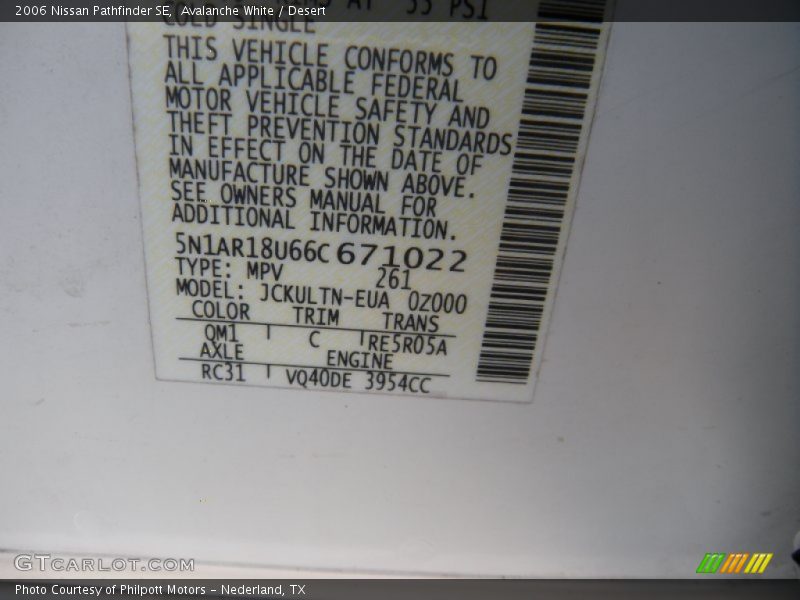 2006 Nissan Pathfinder SE, Avalanche White / Desert
AT 35 PSI
COLD SINGLE
THIS VEHICLE CONFORMS TO
ALL APPLICABLE FEDERAL
MOTOR VEHICLE SAFETY AND
THEFT PREVENTION STANDARDS
IN EFFECT ON THE DATE OF
MANUFACTURE SHOWN ABOVE.
SEE OWNERS MANUAL FOR
ADDITIONAL INFORMATION.
5N1AR18U66C671022
TYPE: MPV 261
MODEL: JCKULTN-EUA 0Z000
COLOR TRIM TRANS
QM1 C RE5R05A
AXLE ENGINE
RC31 VQ40DE 3954CC
GTCARLOT.COM
Photo Courtesy of Philpott Motors - Nederland, TX